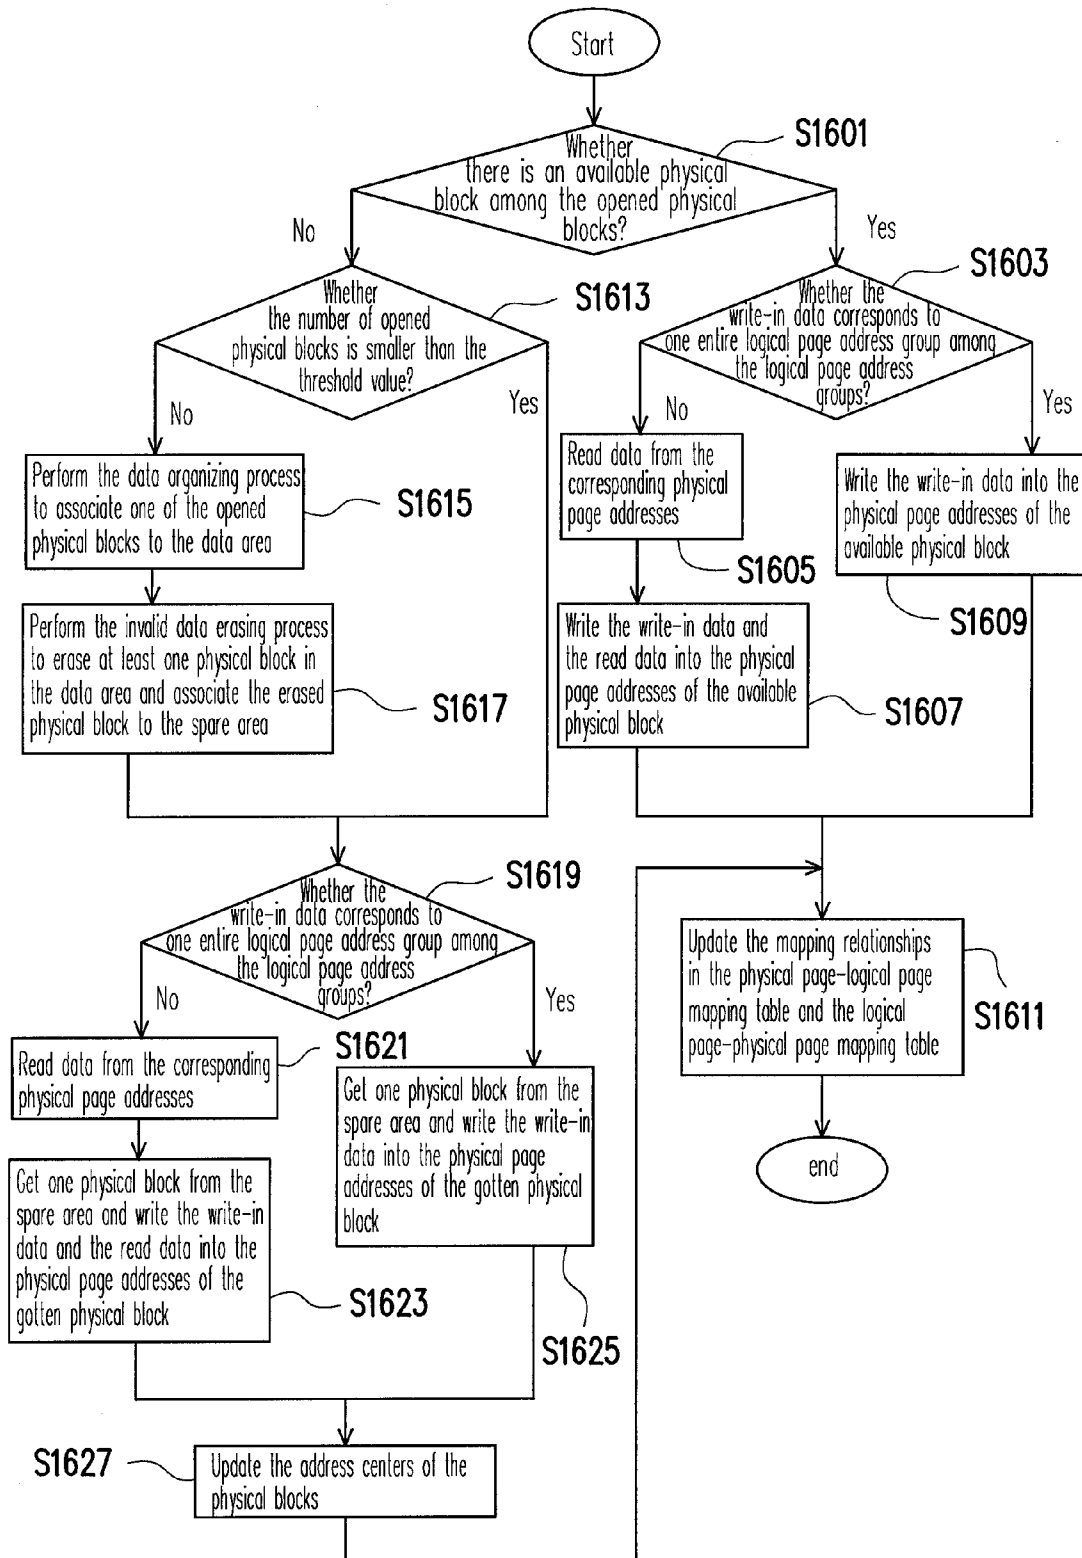 Start
S1601
Whether
there is an available physical
block among the opened physical
blocks?
No
Yes
S1613
Whether
the number of opened
physical blocks is smaller than the
threshold value?
S1603
Whether the
write-in data corresponds to
one entire logical page address group among
the logical page address
groups?
No
Yes
No
Yes
Perform the data organizing process
to associate one of the opened
physical blocks to the data area
S1615
Read data from the
corresponding physical
page addresses
S1605
Write the write-in data into the
physical page addresses of the
available physical block
S1609
Perform the invalid data erasing process
to erase at least one physical block in
the data area and associate the erased
physical block to the spare area
S1617
Write the write-in data and
the read data into the physical
page addresses of the available
physical block
S1607
S1619
Whether the
write-in data corresponds to
one entire logical page address group among
the logical page address
groups?
No
Yes
Update the mapping relationships
in the physical page-logical page
mapping table and the logical
page-physical page mapping table
S1611
S1621
Read data from the corresponding
physical page addresses
Get one physical block from the
spare area and write the write-in
data into the physical page
addresses of the gotten physical
block
S1625
end
Get one physical block from the
spare area and write the write-in
data and the read data into the
physical page addresses of the
gotten physical block
S1623
S1627
Update the address centers of the
physical blocks